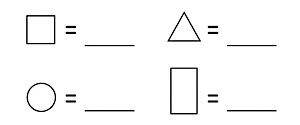 = ____ = ____
= ____ = ____